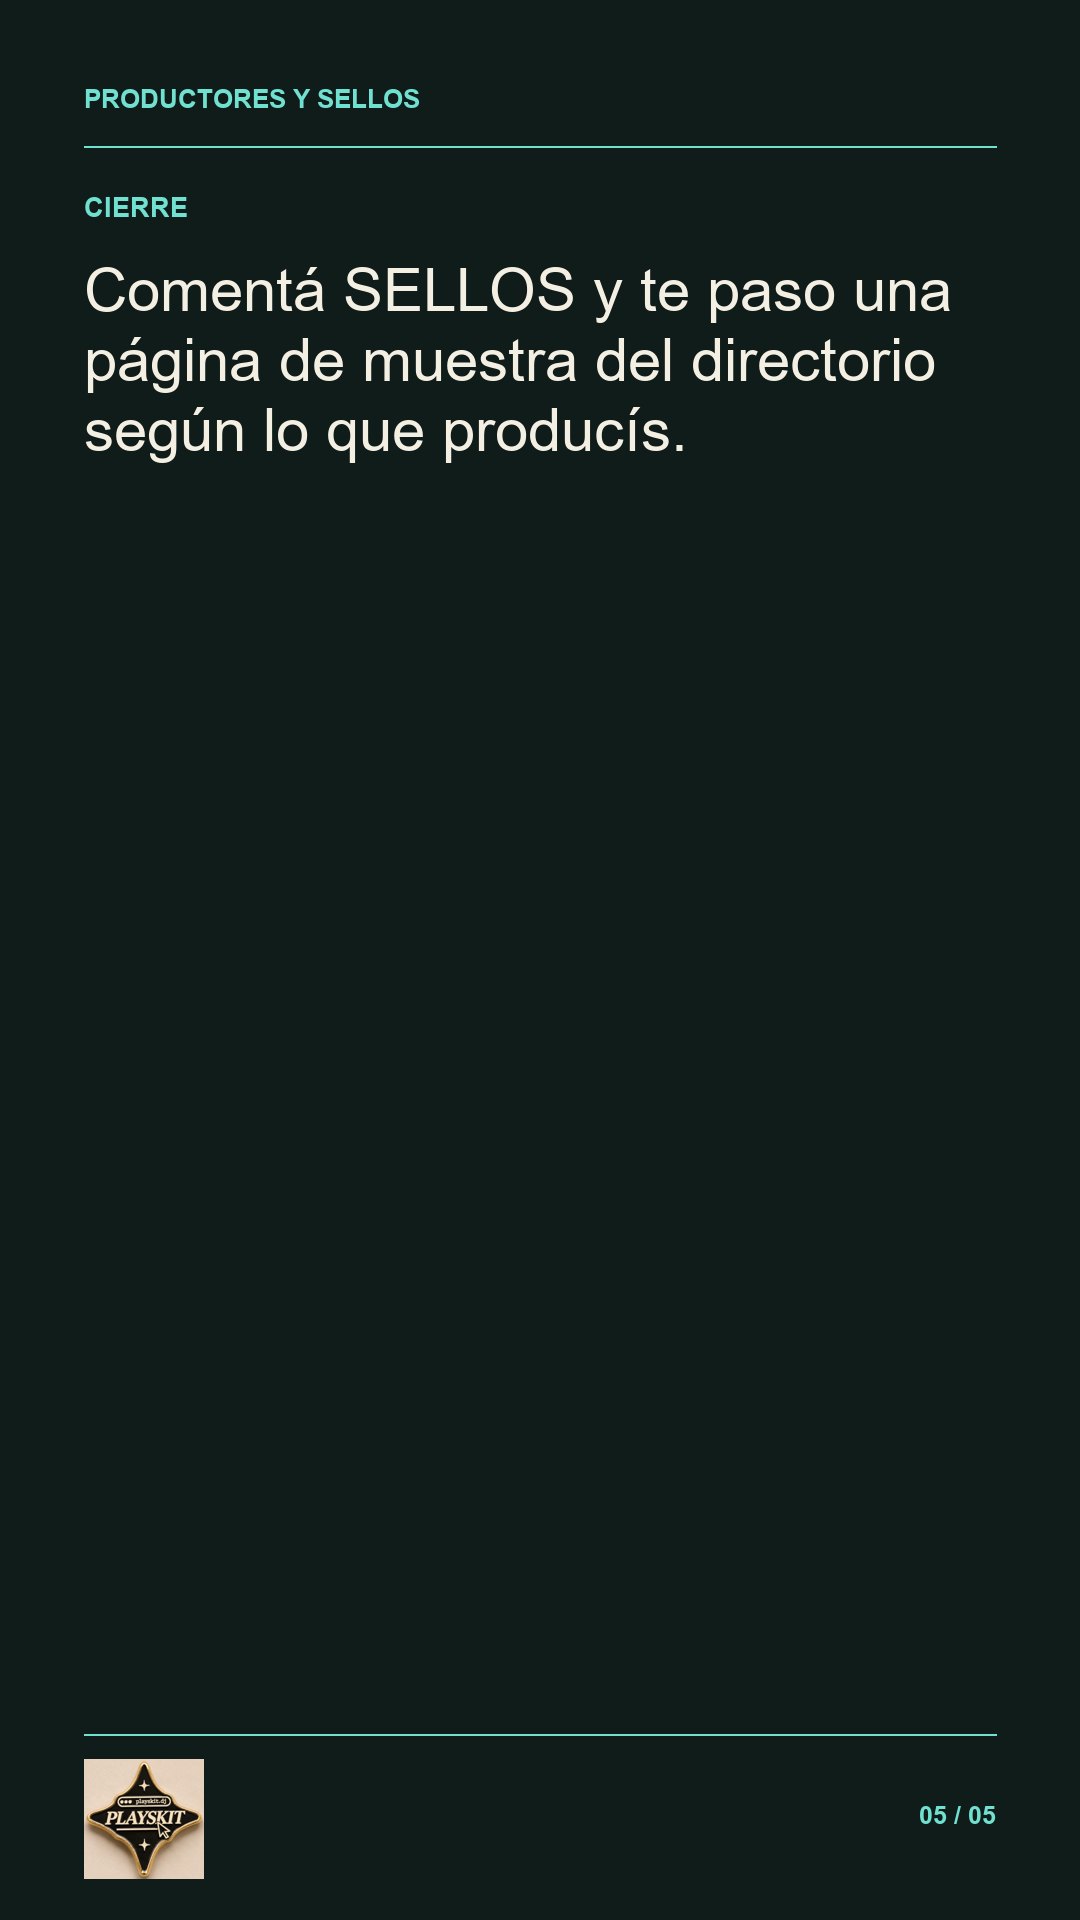 PRODUCTORES Y SELLOS
CIERRE
Comentá SELLOS y te paso una
página de muestra del directorio
según lo que producís.
playskit.dj
PLAYSKIT
05 / 05